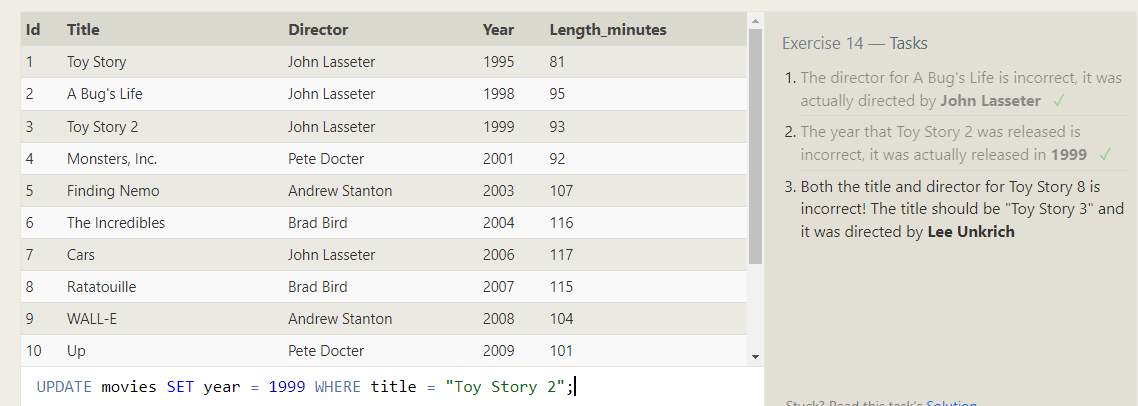 Id Title Director Year Length_minutes
1 Toy Story John Lasseter 1995 81
2 A Bug's Life John Lasseter 1998 95
3 Toy Story 2 John Lasseter 1999 93
4 Monsters, Inc. Pete Docter 2001 92
5 Finding Nemo Andrew Stanton 2003 107
6 The Incredibles Brad Bird 2004 116
7 Cars John Lasseter 2006 117
8 Ratatouille Brad Bird 2007 115
9 WALL-E Andrew Stanton 2008 104
10 Up Pete Docter 2009 101
UPDATE movies SET year = 1999 WHERE title = "Toy Story 2";
Exercise 14 — Tasks
1. The director for A Bug's Life is incorrect, it was
actually directed by John Lasseter ✓
2. The year that Toy Story 2 was released is
incorrect, it was actually released in 1999 ✓
3. Both the title and director for Toy Story 8 is
incorrect! The title should be "Toy Story 3" and
it was directed by Lee Unkrich
Stuck? Read this task's Solution